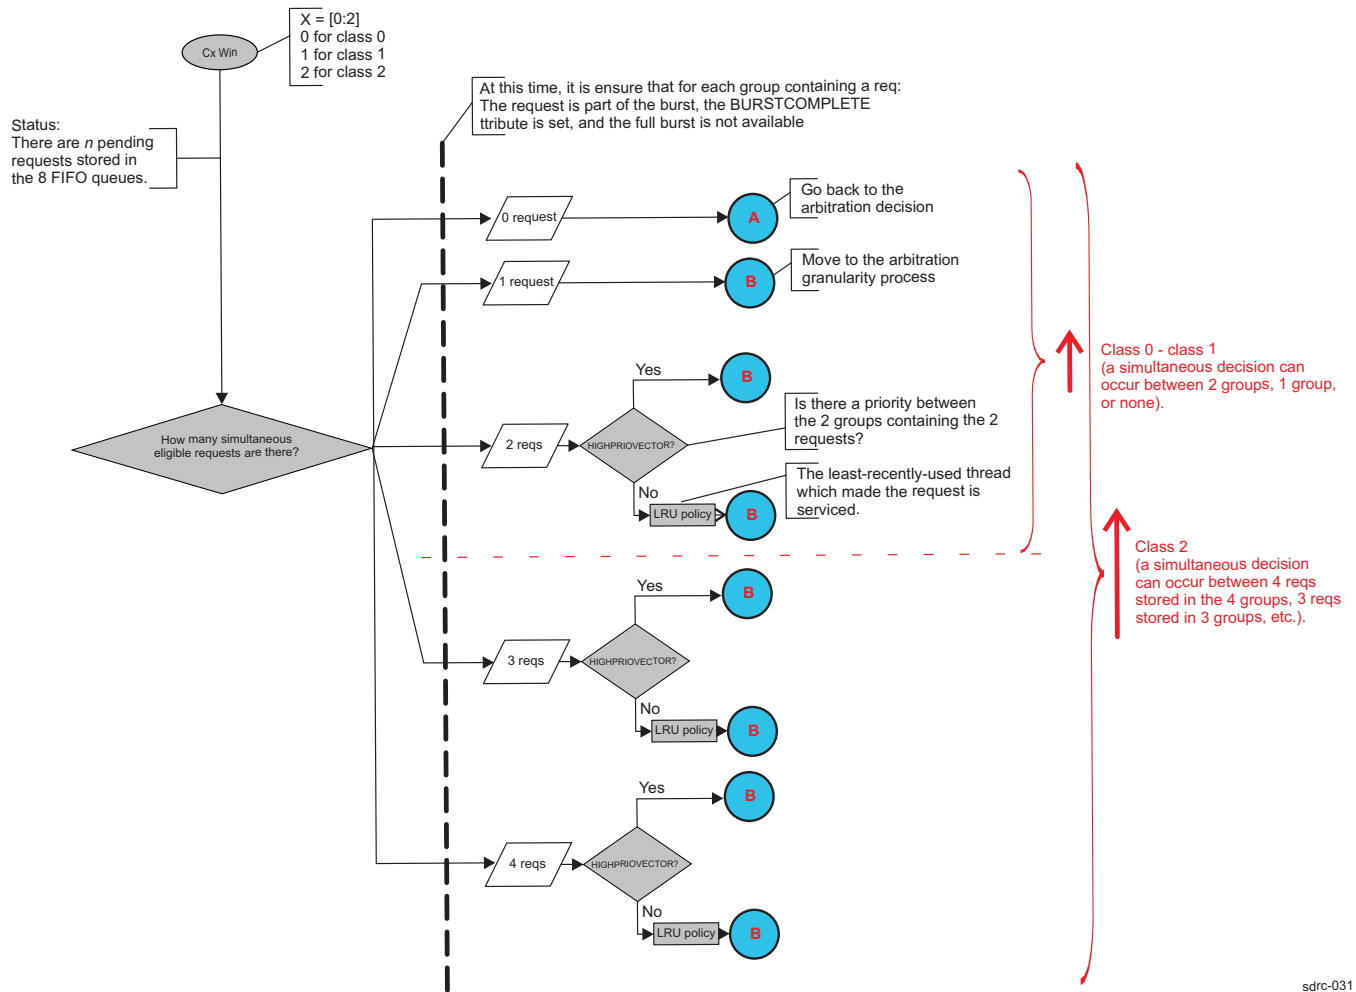 X = [0:2]
0 for class 0
1 for class 1
2 for class 2
Cx Win
At this time, it is ensure that for each group containing a req:
The request is part of the burst, the BURSTCOMPLETE
ttribute is set, and the full burst is not available
Status:
There are n pending
requests stored in
the 8 FIFO queues.
0 request
A
Go back to the
arbitration decision
1 request
B
Move to the arbitration
granularity process
Class 0 - class 1
(a simultaneous decision can
occur between 2 groups, 1 group,
or none).
Yes
B
How many simultaneous
eligible requests are there?
2 reqs
HIGHPRIOVECTOR?
Is there a priority between
the 2 groups containing the 2
requests?
No
LRU policy
B
The least-recently-used thread
which made the request is
serviced.
Class 2
(a simultaneous decision
can occur between 4 reqs
stored in the 4 groups, 3 reqs
stored in 3 groups, etc.).
Yes
B
3 reqs
HIGHPRIOVECTOR?
No
LRU policy
B
Yes
B
4 reqs
HIGHPRIOVECTOR?
No
LRU policy
B
sdrc-031